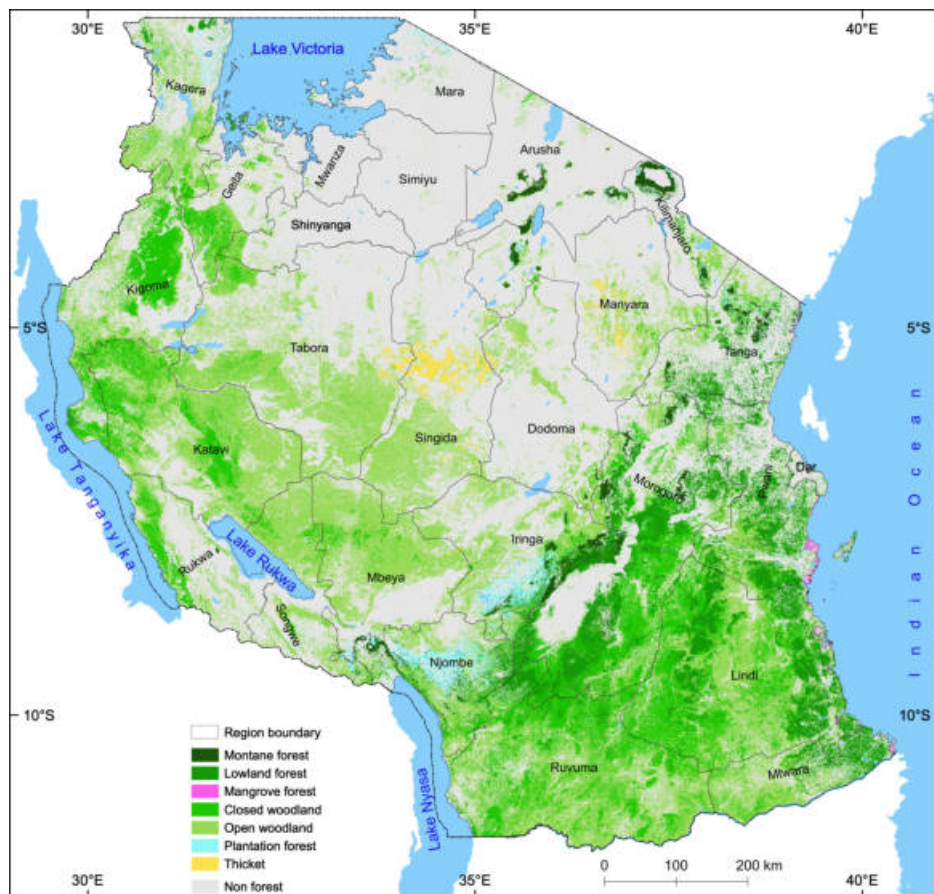 30°E 35°E 40°E
Lake Victoria
Kagera
Mara
Arusha
Mwanza
Geita
Simiyu
Kilimanjaro
Shinyanga
Kigoma
Manyara
5°S 5°S
Tabora
Tanga
Dodoma
Singida
Katavi
Dar
Pwani
Morogoro
Lake Tanganyika
Indian Ocean
Iringa
Lake Rukwa
Rukwa
Mbeya
Songwe
Njombe
Lindi
10°S 10°S
Ruvuma
Mtwara
Lake Nyasa
Region boundary
Montane forest
Lowland forest
Mangrove forest
Closed woodland
Open woodland
Plantation forest
Thicket
Non forest
0 100 200 km
30°E 35°E 40°E